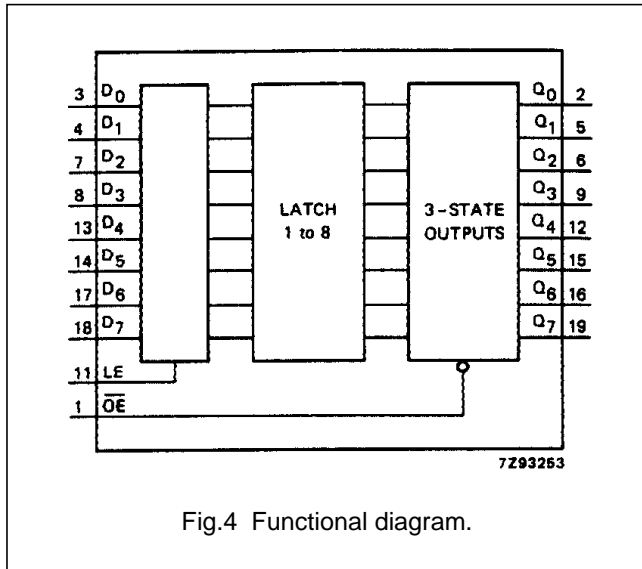 3 D0 Q0 2
4 D1 Q1 5
7 D2 Q2 6
8 D3 Q3 9
LATCH 3-STATE
1 to 8 OUTPUTS
13 D4 Q4 12
14 D5 Q5 15
17 D6 Q6 16
18 D7 Q7 19
11 LE
1 O̅E̅
7Z93253
Fig.4 Functional diagram.